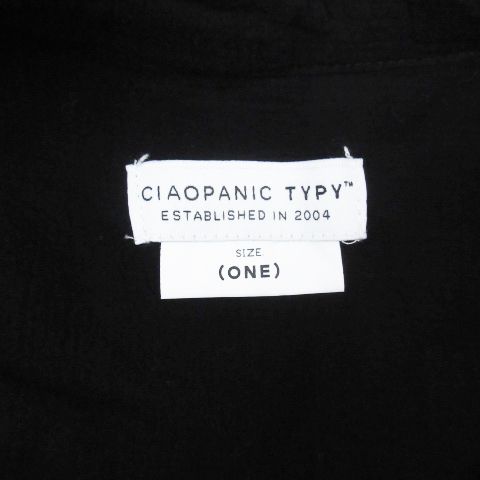 CIAOPANIC TYPY™
ESTABLISHED IN 2004
SIZE
(ONE)